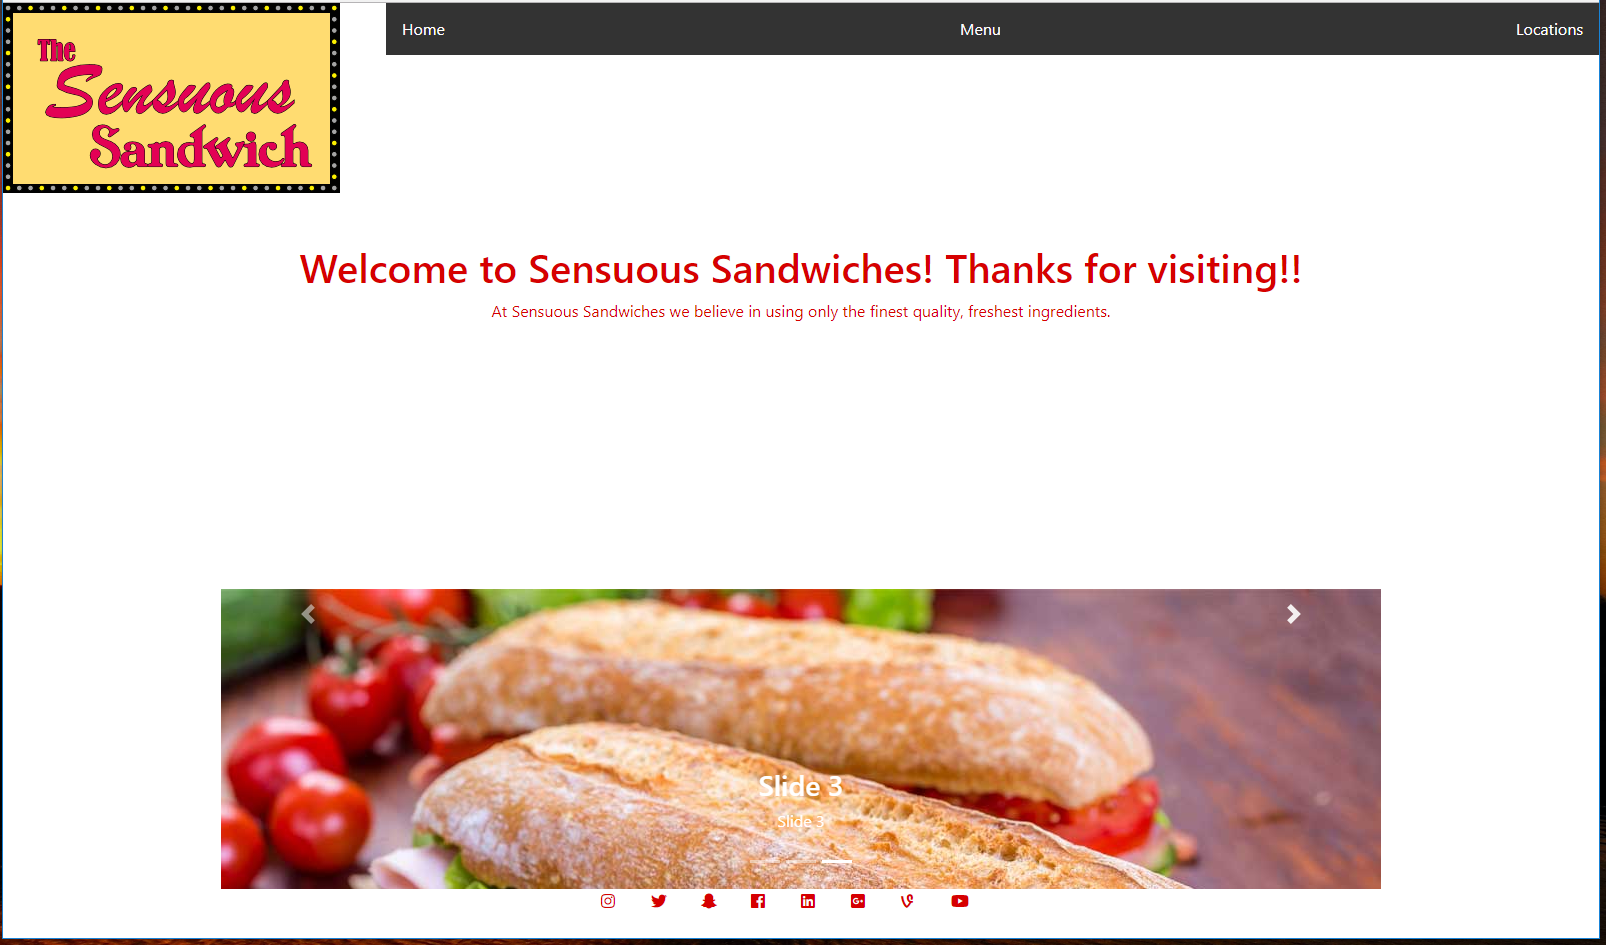 The
Sensuous
Sandwich
Home Menu Locations
Welcome to Sensuous Sandwiches! Thanks for visiting!!
At Sensuous Sandwiches we believe in using only the finest quality, freshest ingredients.
Slide 3
Slide 3